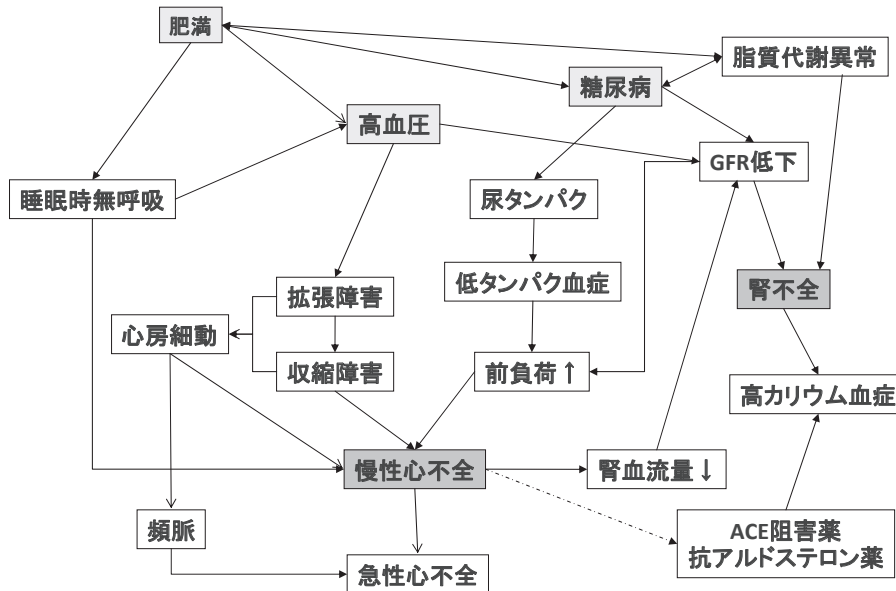 肥満
脂質代謝異常
糖尿病
高血圧
GFR低下
睡眠時無呼吸
尿タンパク
拡張障害
低タンパク血症
腎不全
心房細動
収縮障害
前負荷↑
高カリウム血症
慢性心不全
腎血流量↓
頻脈
ACE阻害薬
抗アルドステロン薬
急性心不全